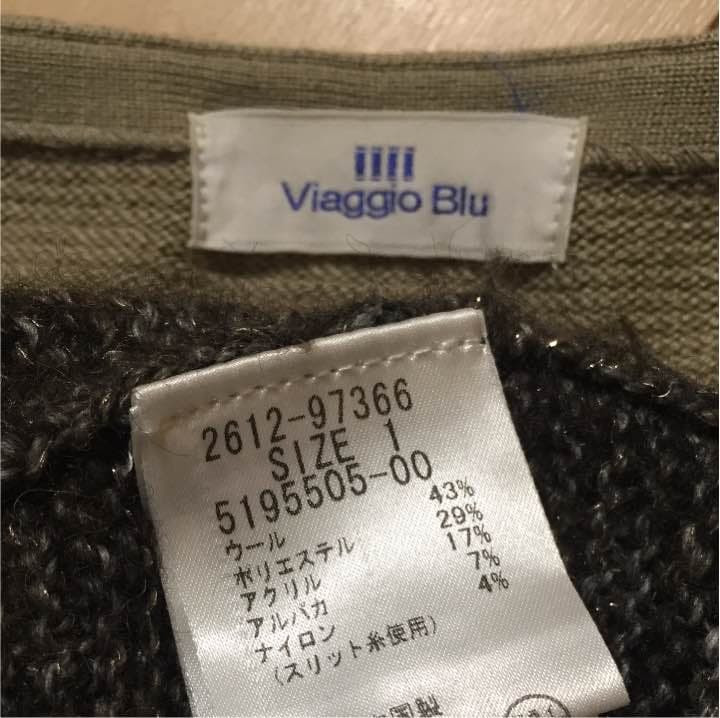 Viaggio Blu
2612-97366
SIZE 1
5195505-00
ウール 43%
ポリエステル 29%
アクリル 17%
アルパカ 7%
ナイロン 4%
(スリット糸使用)
国製